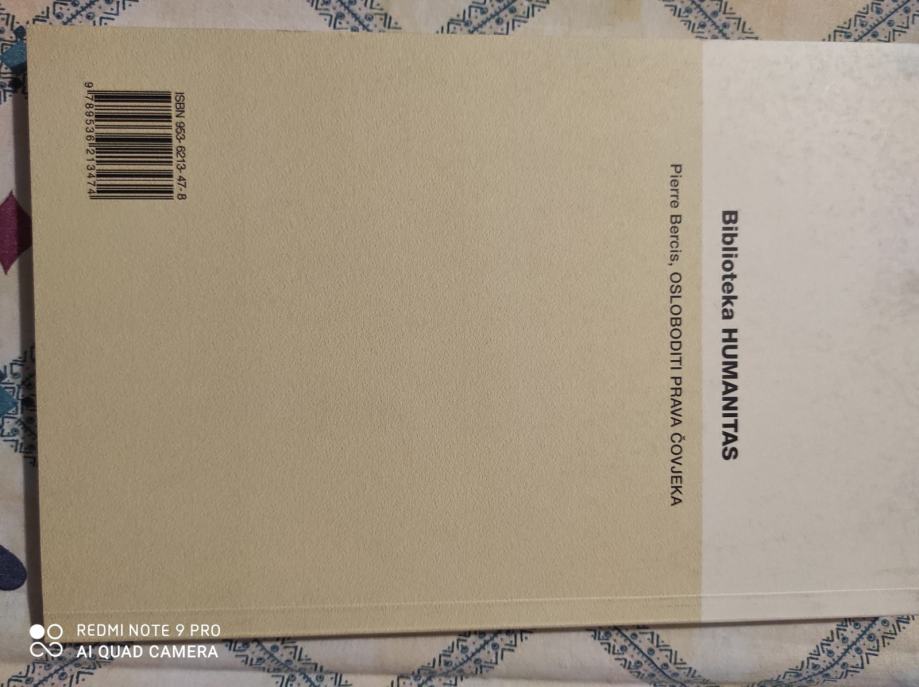 Biblioteka HUMANITAS
Pierre Bercis, OSLOBODITI PRAVA ČOVJEKA
ISBN 953-6213-47-8
9 789536 213474
REDMI NOTE 9 PRO
AI QUAD CAMERA